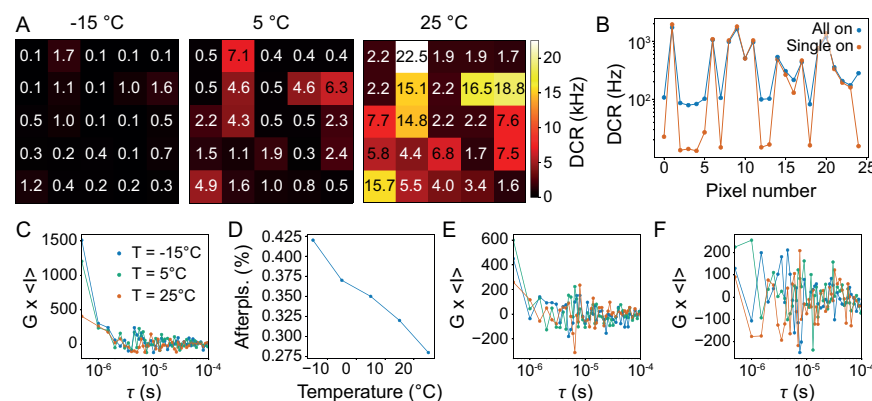 A -15 °C 5 °C 25 °C
0.1 1.7 0.1 0.1 0.1
0.1 1.1 0.1 1.0 1.6
0.5 1.0 0.1 0.1 0.5
0.3 0.2 0.4 0.1 0.7
1.2 0.4 0.2 0.2 0.3
0.5 7.1 0.4 0.4 0.4
0.5 4.6 0.5 4.6 6.3
2.2 4.3 0.5 0.5 2.3
1.5 1.1 1.9 0.3 2.4
4.9 1.6 1.0 0.8 0.5
2.2 22.5 1.9 1.9 1.7
2.2 15.1 2.2 16.5 18.8
7.7 14.8 2.2 2.2 7.6
5.8 4.4 6.8 1.7 7.5
15.7 5.5 4.0 3.4 1.6
20
15
10
5
0
DCR (kHz)
B
All on
Single on
10³
10²
DCR (Hz)
0 5 10 15 20 25
Pixel number
C
1500
1000
500
0
G x <I>
T = -15°C
T = 5°C
T = 25°C
10⁻⁶ 10⁻⁵ 10⁻⁴
τ (s)
D
0.425
0.400
0.375
0.350
0.325
0.300
0.275
Afterpls. (%)
−10 0 10 20
Temperature (°C)
E
600
400
200
0
−200
G x <I>
10⁻⁶ 10⁻⁵ 10⁻⁴
τ (s)
F
200
100
0
−100
−200
G x <I>
10⁻⁶ 10⁻⁵ 10⁻⁴
τ (s)